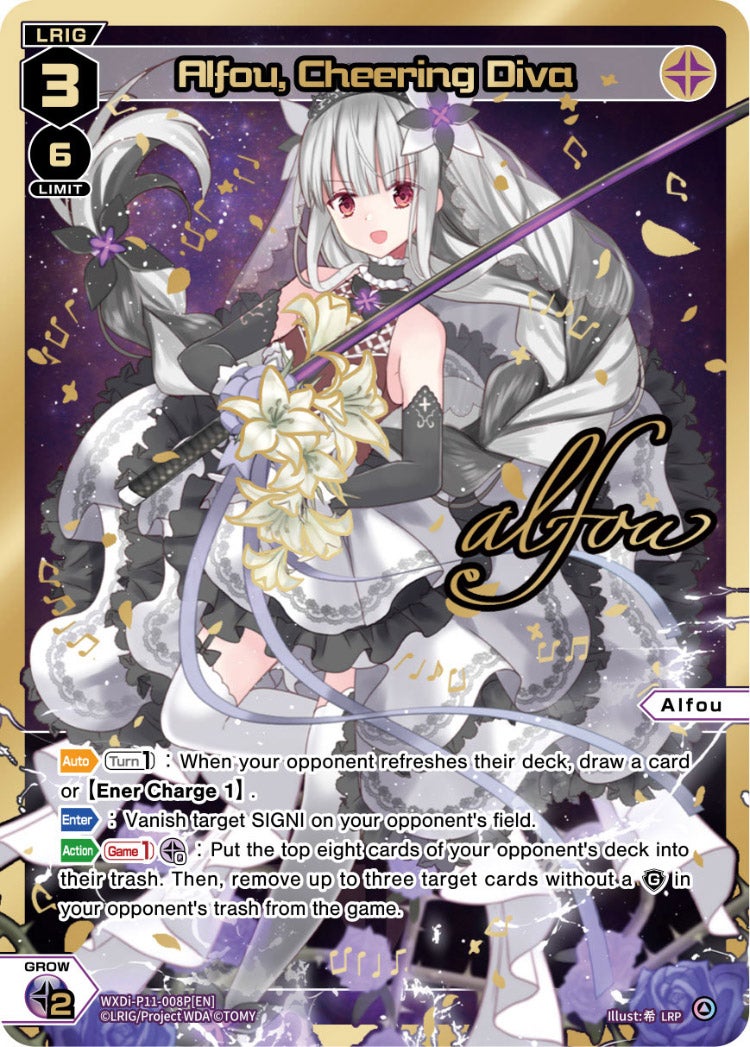 LRIG
3
Alfou, Cheering Diva
6
LIMIT
alfou
Alfou
Auto Turn 1 : When your opponent refreshes their deck, draw a card
or 【Ener Charge 1】.
Enter : Vanish target SIGNI on your opponent's field.
Action Game 1 0 : Put the top eight cards of your opponent's deck into
their trash. Then, remove up to three target cards without a G in
your opponent's trash from the game.
GROW
2
WXDi-P11-008P[EN]
©LRIG/Project WDA ©TOMY
Illust:希 LRP